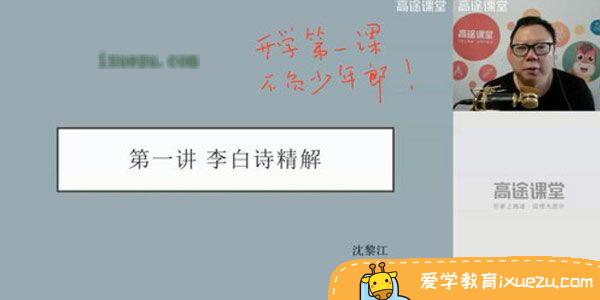 高途课堂
高途课堂
ixuezu.com
开学第一课
不负少年郎！
高途课堂
第一讲 李白诗精解
高途课堂
沈黎江
爱学教育ixuezu.com